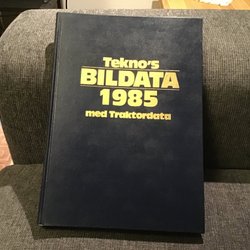 Tekno's
BILDATA
1985
med Traktordata